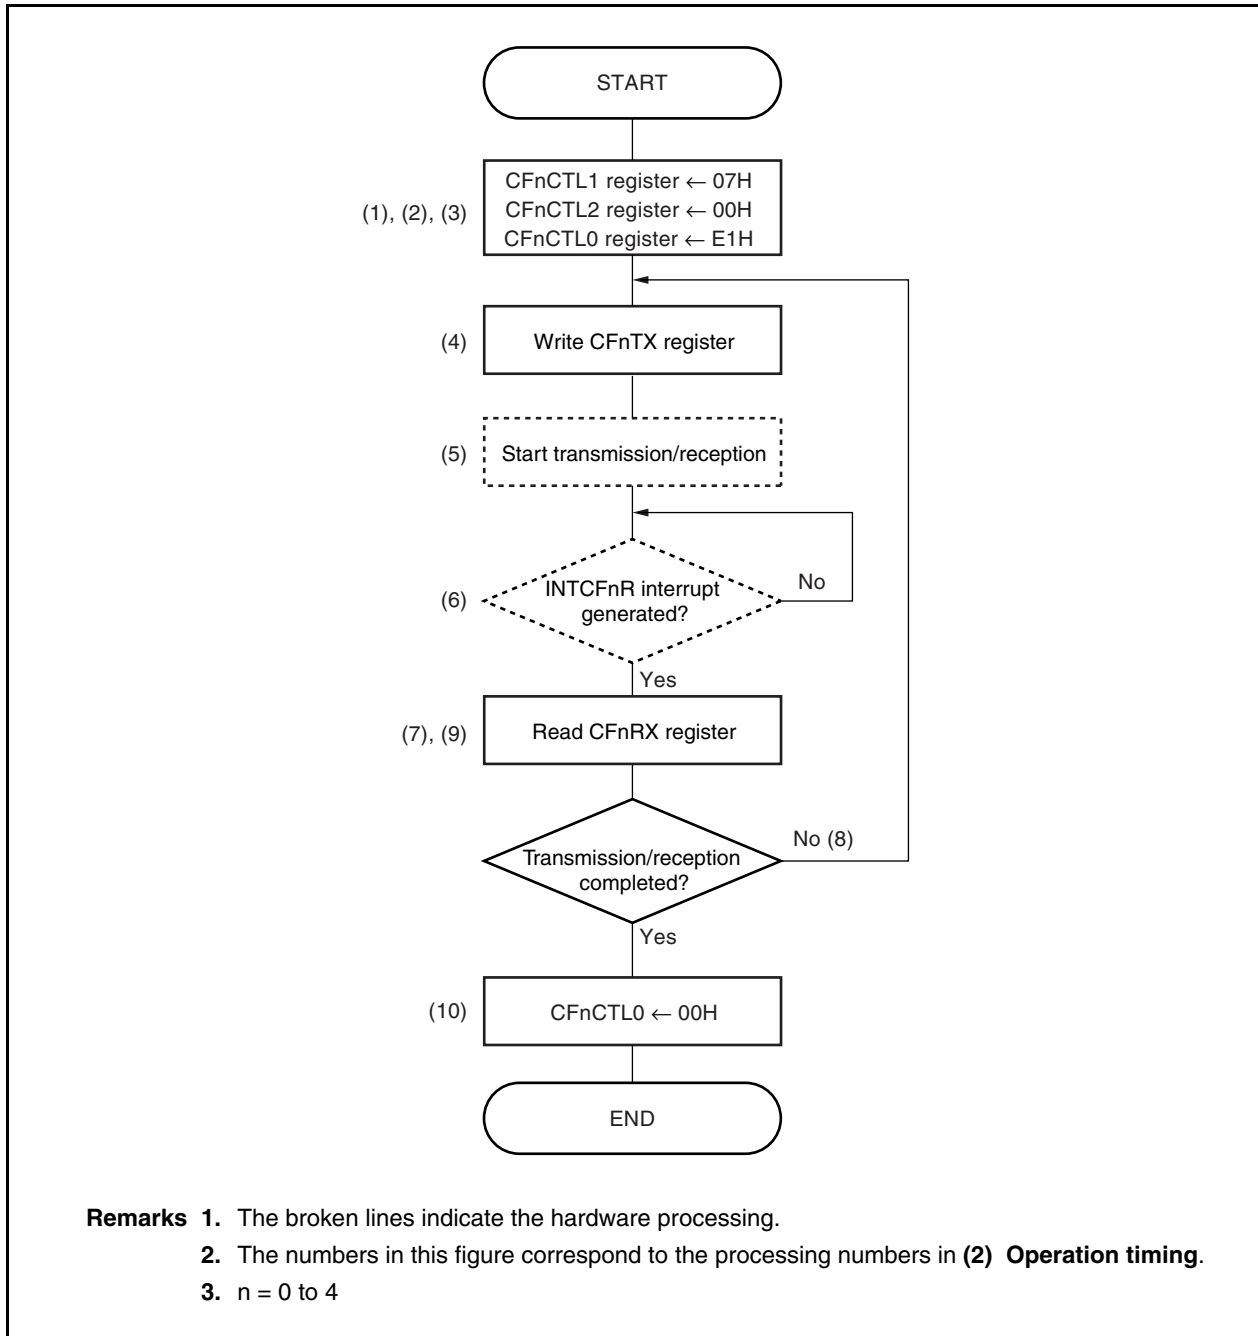 START
CFnCTL1 register ← 07H
(1), (2), (3)
CFnCTL2 register ← 00H
CFnCTL0 register ← E1H
(4)
Write CFnTX register
(5)
Start transmission/reception
(6)
INTCFnR interrupt
generated?
No
Yes
(7), (9)
Read CFnRX register
No (8)
Transmission/reception
completed?
Yes
(10)
CFnCTL0 ← 00H
END
Remarks 1. The broken lines indicate the hardware processing.
2. The numbers in this figure correspond to the processing numbers in (2) Operation timing.
3. n = 0 to 4